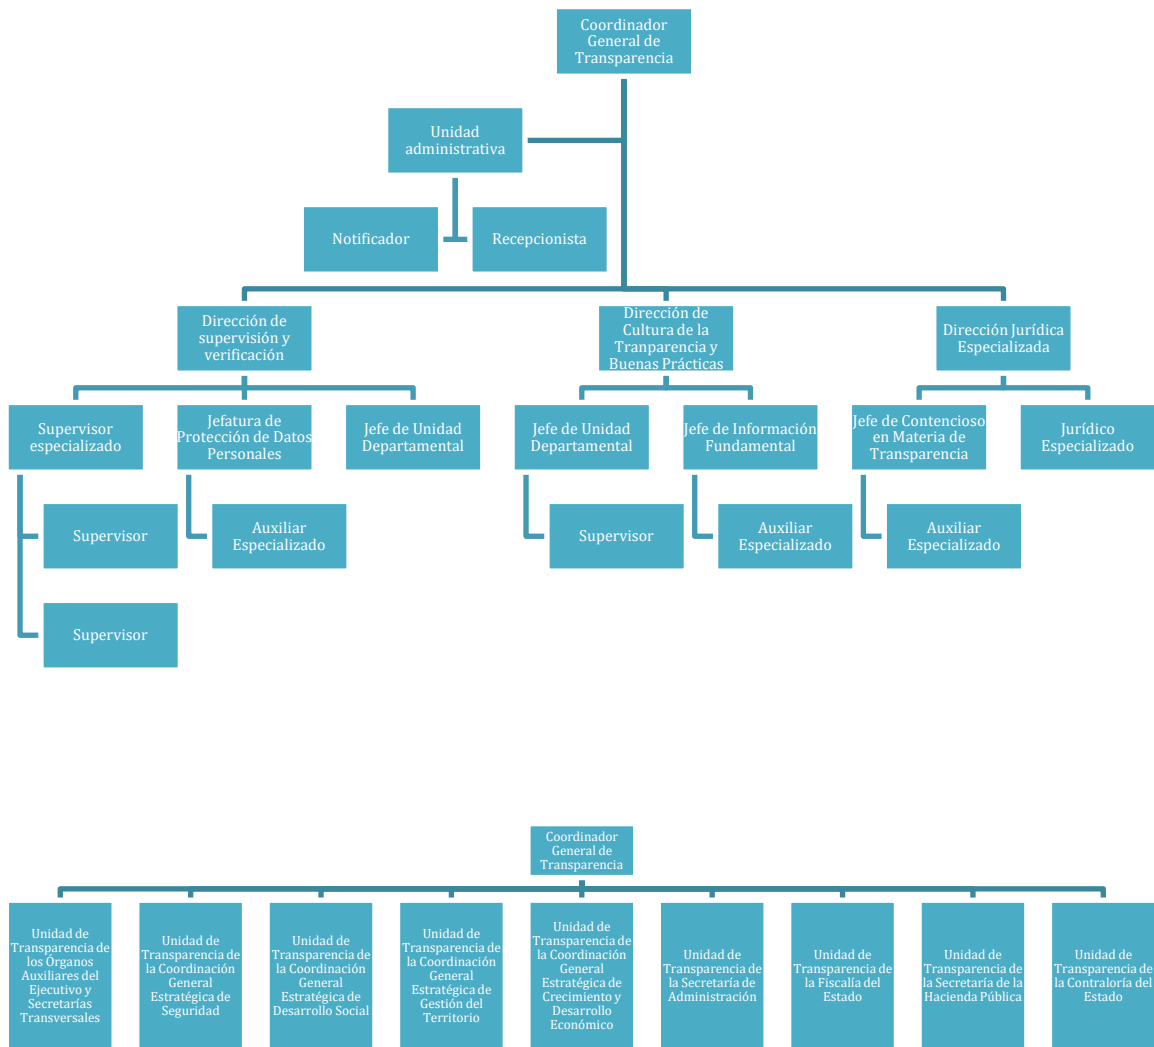 Coordinador
General de
Transparencia
Unidad
administrativa
Notificador
Recepcionista
Dirección de
supervisión y
verificación
Dirección de
Cultura de la
Tranparencia y
Buenas Prácticas
Dirección Jurídica
Especializada
Supervisor
especializado
Jefatura de
Protección de Datos
Personales
Jefe de Unidad
Departamental
Jefe de Unidad
Departamental
Jefe de Información
Fundamental
Jefe de Contencioso
en Materia de
Transparencia
Jurídico
Especializado
Supervisor
Auxiliar
Especializado
Supervisor
Auxiliar
Especializado
Auxiliar
Especializado
Supervisor
Coordinador
General de
Transparencia
Unidad de
Transparencia de
los Órganos
Auxiliares del
Ejecutivo y
Secretarías
Transversales
Unidad de
Transparencia de
la Coordinación
General
Estratégica de
Seguridad
Unidad de
Transparencia de
la Coordinación
General
Estratégica de
Desarrollo Social
Unidad de
Transparencia de
la Coordinación
General
Estratégica de
Gestión del
Territorio
Unidad de
Transparencia de
la Coordinación
General
Estratégica de
Crecimiento y
Desarrollo
Económico
Unidad de
Transparencia de
la Secretaría de
Administración
Unidad de
Transparencia de
la Fiscalía del
Estado
Unidad de
Transparencia de
la Secretaría de la
Hacienda Pública
Unidad de
Transparencia de
la Contraloría del
Estado